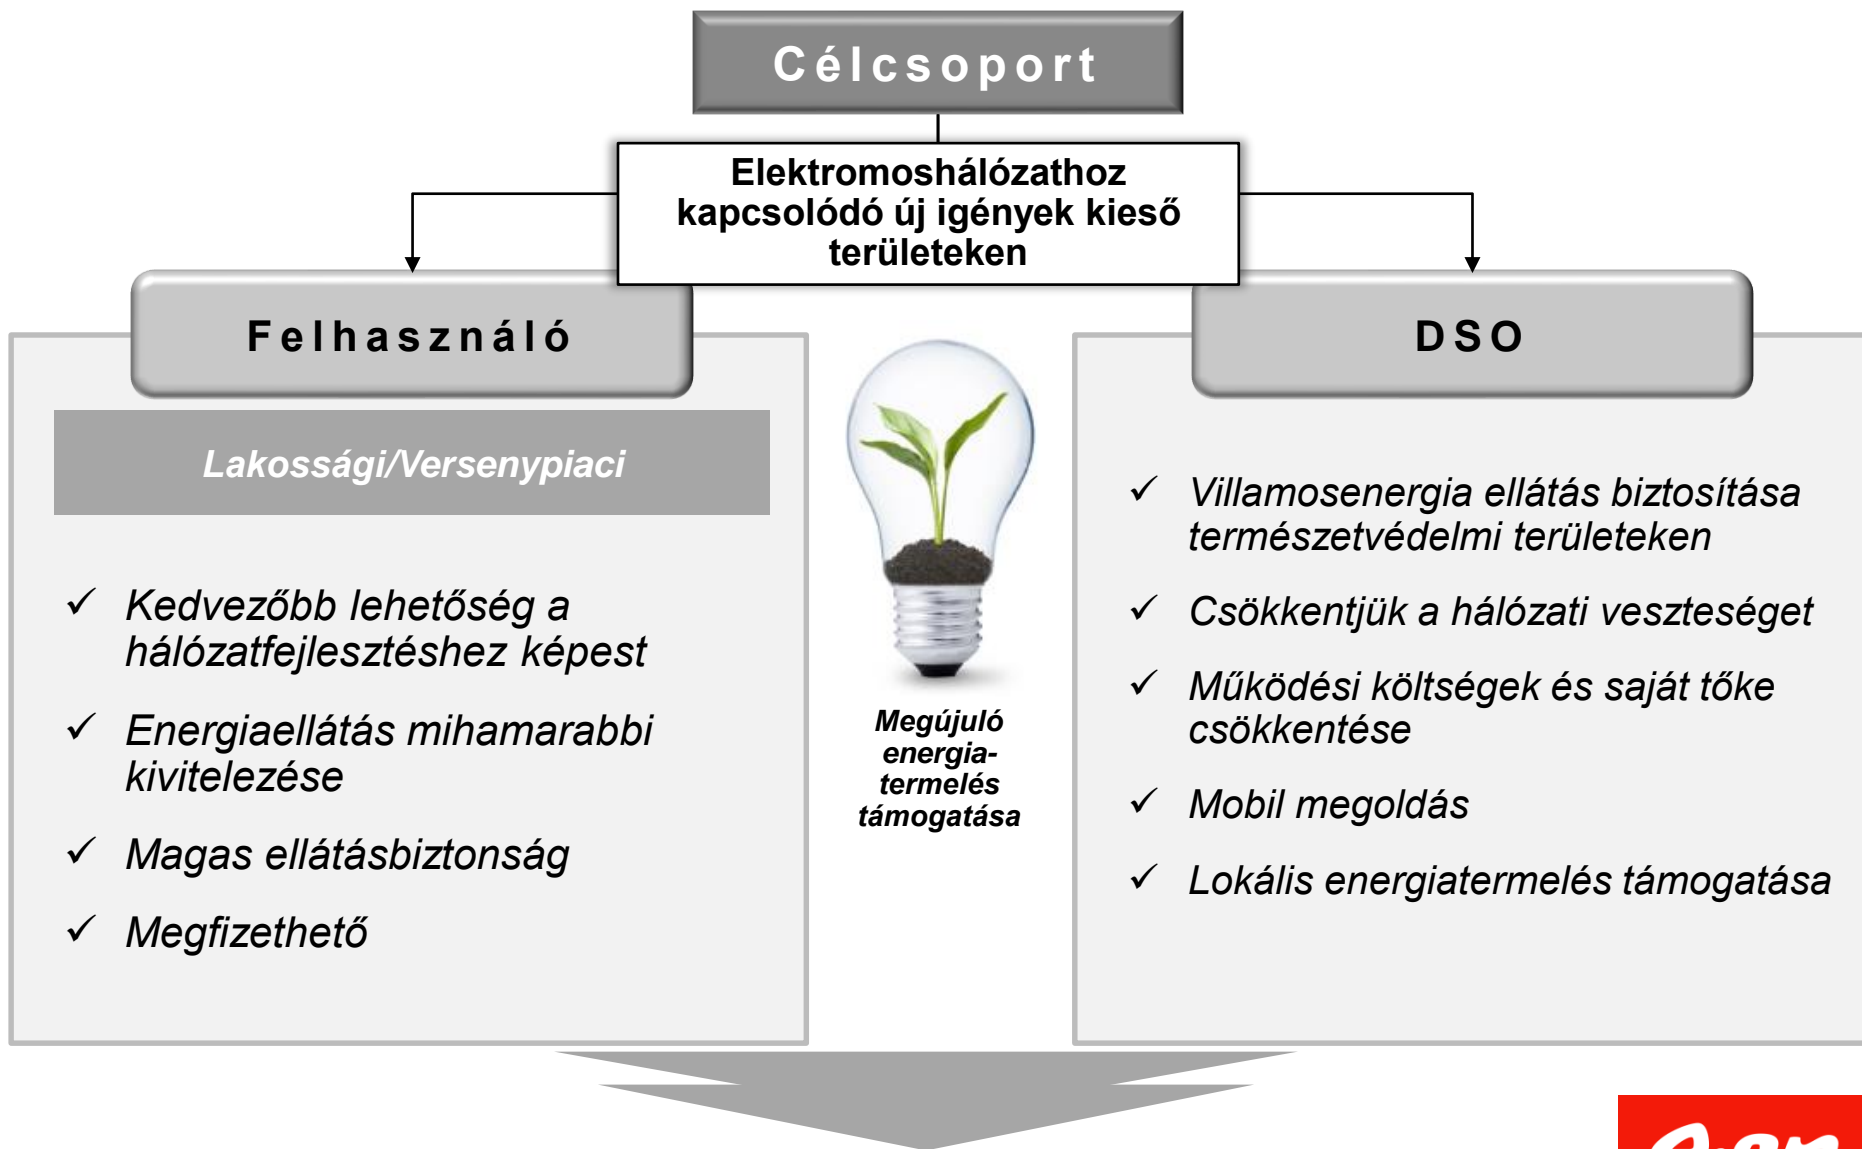 Célcsoport
Elektromoshálózathoz
kapcsolódó új igények kieső
területeken
Felhasználó
Lakossági/Versenypiaci
✓ Kedvezőbb lehetőség a
hálózatfejlesztéshez képest
✓ Energiaellátás mihamarabbi
kivitelezése
✓ Magas ellátásbiztonság
✓ Megfizethető
Megújuló
energia-
termelés
támogatása
DSO
✓ Villamosenergia ellátás biztosítása
természetvédelmi területeken
✓ Csökkentjük a hálózati veszteséget
✓ Működési költségek és saját tőke
csökkentése
✓ Mobil megoldás
✓ Lokális energiatermelés támogatása